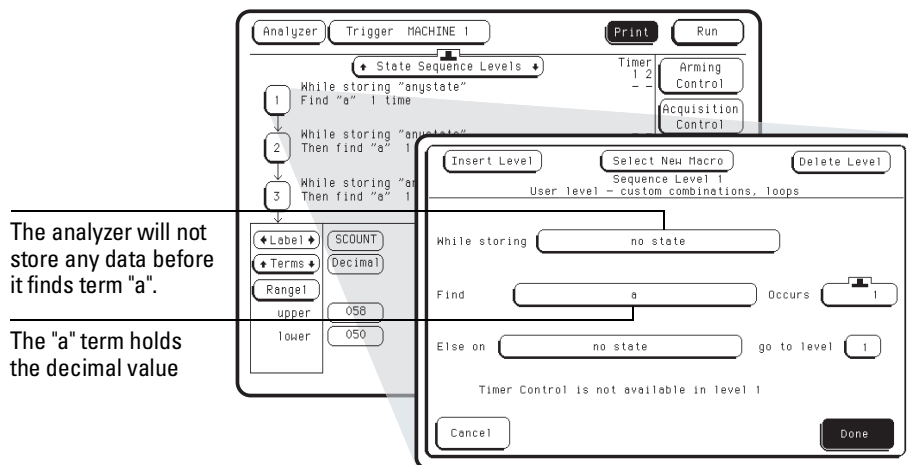 Analyzer Trigger MACHINE 1 Print Run
State Sequence Levels
Timer
1 2
- -
Arming
Control
Acquisition
Control
1
While storing "anystate"
Find "a" 1 time
2
While storing "anystate"
Then find "a" 1
3
While storing "an
Then find "a" 1
Label SCOUNT
Terms Decimal
Range1
upper 058
lower 050
Insert Level Select New Macro Delete Level
Sequence Level 1
User level - custom combinations, loops
While storing no state
Find a Occurs 1
Else on no state go to level 1
Timer Control is not available in level 1
Cancel Done
The analyzer will not
store any data before
it finds term "a".
The "a" term holds
the decimal value